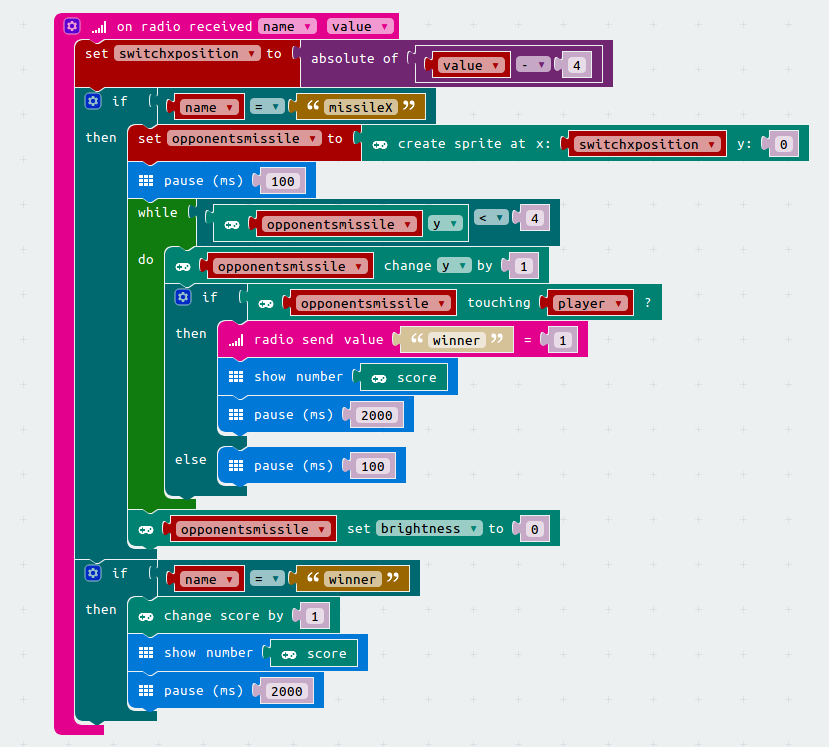 on radio received name value
set switchxposition to absolute of value - 4
if name = “ missileX ”
then set opponentsmissile to create sprite at x: switchxposition y: 0
pause (ms) 100
while opponentsmissile y < 4
do opponentsmissile change y by 1
if opponentsmissile touching player ?
then radio send value “ winner ” = 1
show number score
pause (ms) 2000
else pause (ms) 100
opponentsmissile set brightness to 0
if name = “ winner ”
then change score by 1
show number score
pause (ms) 2000